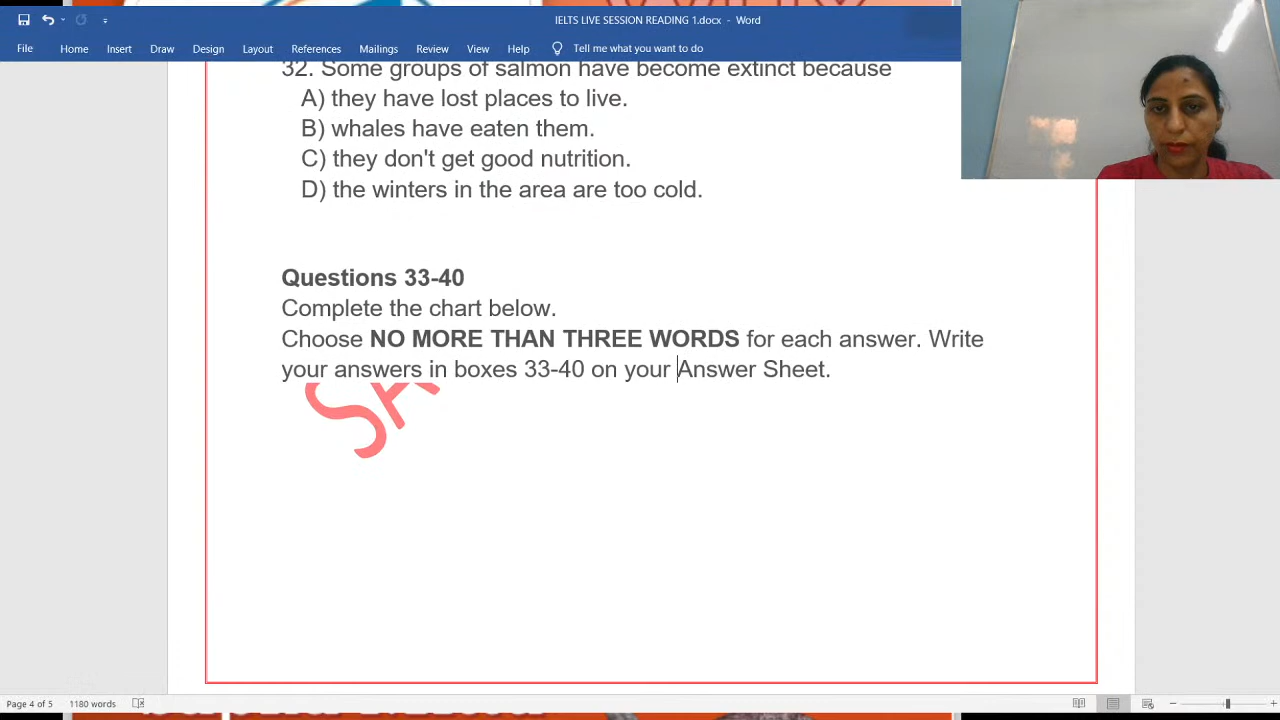 IELTS LIVE SESSION READING 1.docx - Word
File Home Insert Draw Design Layout References Mailings Review View Help Tell me what you want to do
32. Some groups of salmon have become extinct because
A) they have lost places to live.
B) whales have eaten them.
C) they don't get good nutrition.
D) the winters in the area are too cold.
Questions 33-40
Complete the chart below.
Choose NO MORE THAN THREE WORDS for each answer. Write
your answers in boxes 33-40 on your Answer Sheet.
SA
Page 4 of 5 1180 words